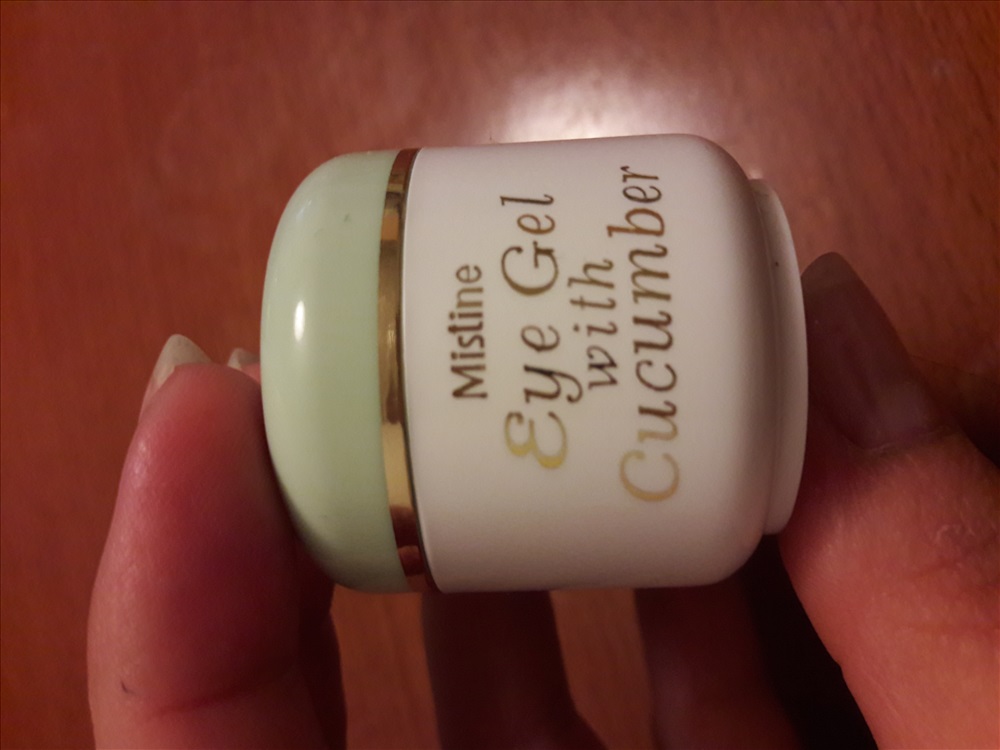 Mistine
Eye Gel
with
Cucumber